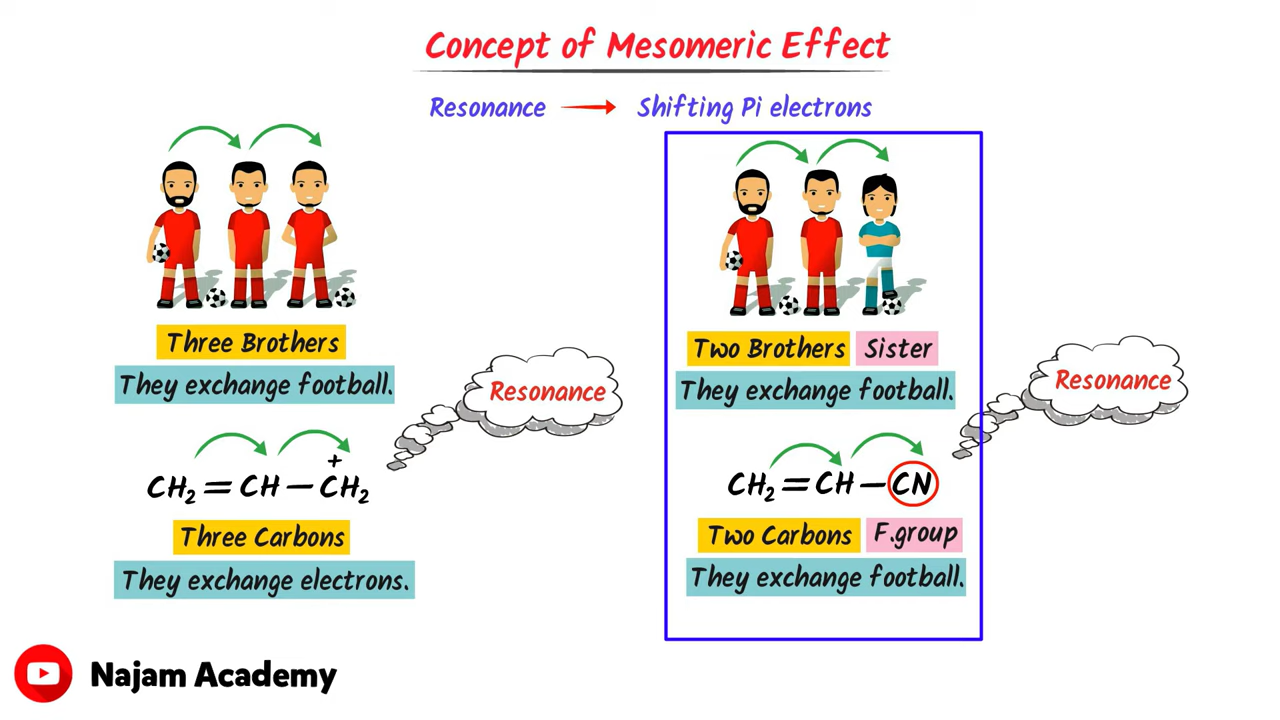 Concept of Mesomeric Effect
Resonance → Shifting Pi electrons
Three Brothers
They exchange football.
Resonance
CH₂=CH–C⁺H₂
Three Carbons
They exchange electrons.
Two Brothers Sister
They exchange football.
Resonance
CH₂=CH–CN
Two Carbons F.group
They exchange football.
Najam Academy